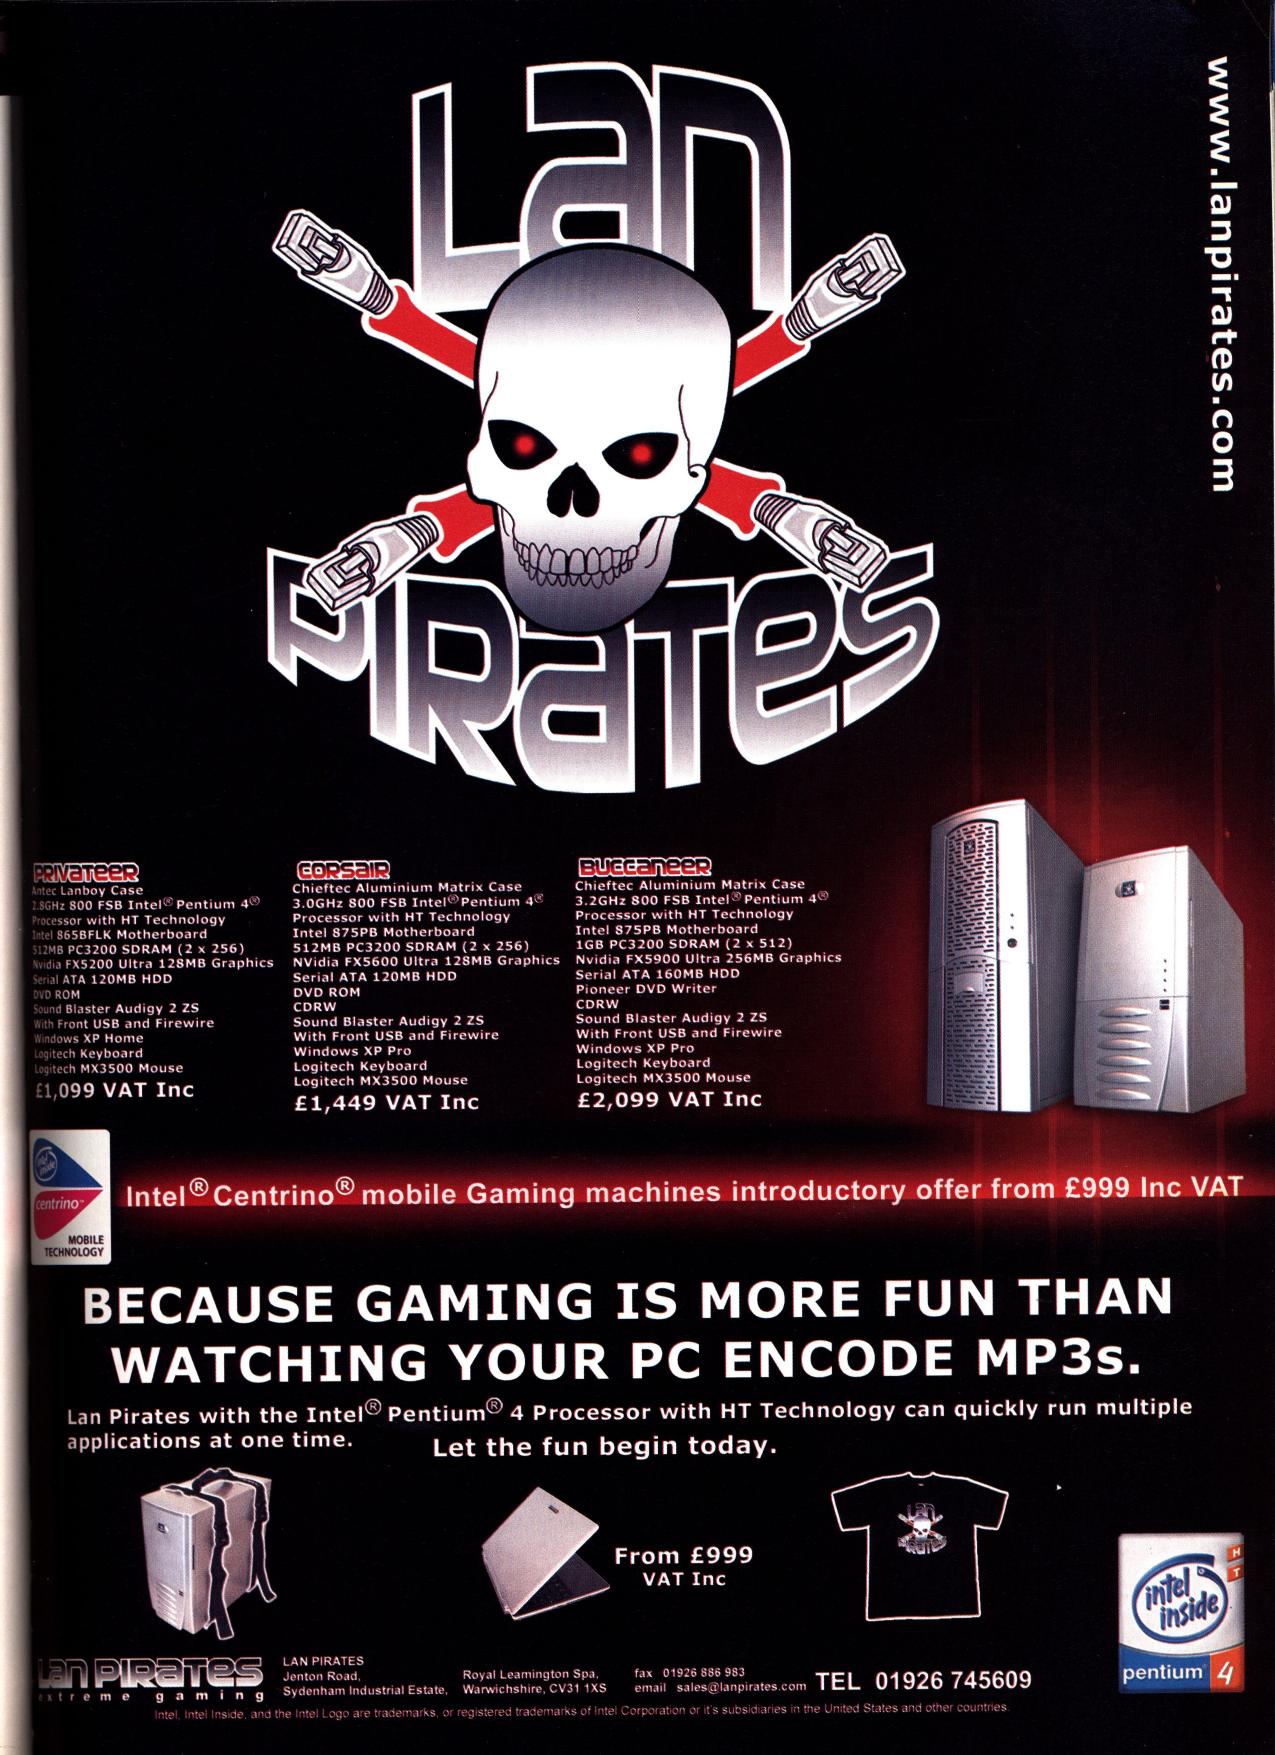 Lan
PIRaTes
www.lanpirates.com
PRIVaTEER
Antec Lanboy Case
2.8GHz 800 FSB Intel® Pentium 4®
Processor with HT Technology
Intel 865BFLK Motherboard
512MB PC3200 SDRAM (2 x 256)
Nvidia FX5200 Ultra 128MB Graphics
Serial ATA 120MB HDD
DVD ROM
Sound Blaster Audigy 2 ZS
With Front USB and Firewire
Windows XP Home
Logitech Keyboard
Logitech MX3500 Mouse
£1,099 VAT Inc
CORSaIR
Chieftec Aluminium Matrix Case
3.0GHz 800 FSB Intel® Pentium 4®
Processor with HT Technology
Intel 875PB Motherboard
512MB PC3200 SDRAM (2 x 256)
NVidia FX5600 Ultra 128MB Graphics
Serial ATA 120MB HDD
DVD ROM
CDRW
Sound Blaster Audigy 2 ZS
With Front USB and Firewire
Windows XP Pro
Logitech Keyboard
Logitech MX3500 Mouse
£1,449 VAT Inc
BUCCaNEER
Chieftec Aluminium Matrix Case
3.2GHz 800 FSB Intel® Pentium 4®
Processor with HT Technology
Intel 875PB Motherboard
1GB PC3200 SDRAM (2 x 512)
Nvidia FX5900 Ultra 256MB Graphics
Serial ATA 160MB HDD
Pioneer DVD Writer
CDRW
Sound Blaster Audigy 2 ZS
With Front USB and Firewire
Windows XP Pro
Logitech Keyboard
Logitech MX3500 Mouse
£2,099 VAT Inc
intel inside
centrino™
MOBILE
TECHNOLOGY
Intel® Centrino® mobile Gaming machines introductory offer from £999 Inc VAT
BECAUSE GAMING IS MORE FUN THAN
WATCHING YOUR PC ENCODE MP3s.
Lan Pirates with the Intel® Pentium® 4 Processor with HT Technology can quickly run multiple
applications at one time.
Let the fun begin today.
From £999
VAT Inc
Lan
PIRaTes
HT
intel
inside
pentium® 4
Lan PIRaTes
extreme gaming
LAN PIRATES
Jenton Road,
Sydenham Industrial Estate,
Royal Leamington Spa,
Warwickshire, CV31 1XS
fax 01926 886 983
email sales@lanpirates.com
TEL 01926 745609
Intel, Intel Inside, and the Intel Logo are trademarks, or registered trademarks of Intel Corporation or it's subsidiaries in the United States and other countries.